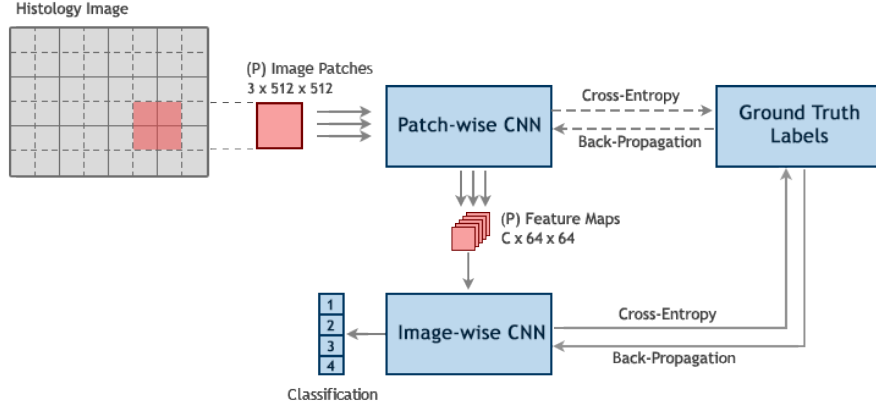 Histology Image
(P) Image Patches
3 x 512 x 512
Patch-wise CNN
Cross-Entropy
Back-Propagation
Ground Truth
Labels
(P) Feature Maps
C x 64 x 64
1
2
3
4
Classification
Image-wise CNN
Cross-Entropy
Back-Propagation